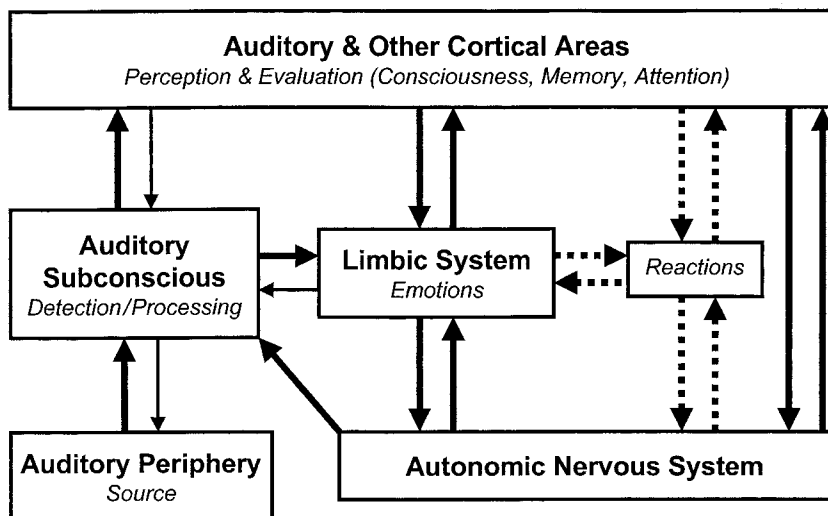 Auditory & Other Cortical Areas
Perception & Evaluation (Consciousness, Memory, Attention)
Auditory
Subconscious
Detection/Processing
Limbic System
Emotions
Reactions
Auditory Periphery
Source
Autonomic Nervous System